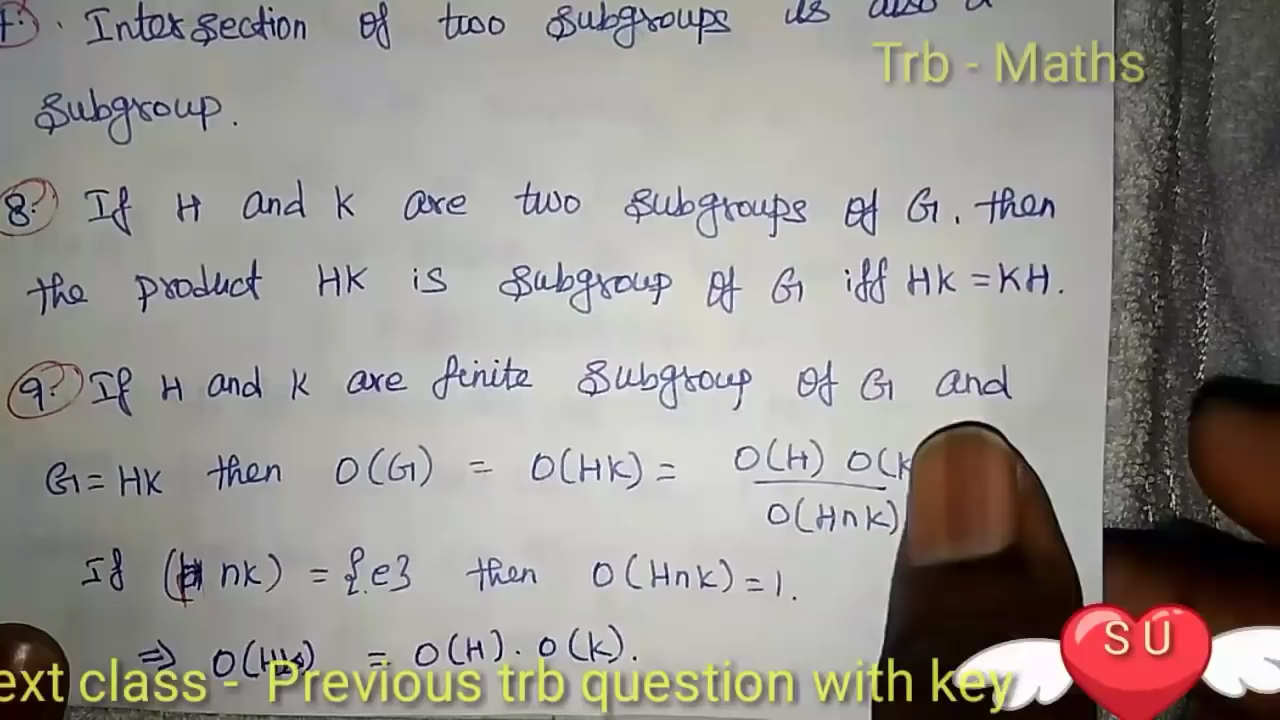 7. Intersection of two subgroups is also a
Trb - Maths
Subgroup.
8. If H and K are two subgroups of G. then
the product HK is subgroup of G iff HK = KH.
9. If H and K are finite subgroup of G and
G = HK then O(G) = O(HK) = O(H) O(K
O(H∩K)
If (H∩K) = {e} then O(H∩K) = 1.
⇒ O(HK) = O(H). O(K).
S U
ext class - Previous trb question with key